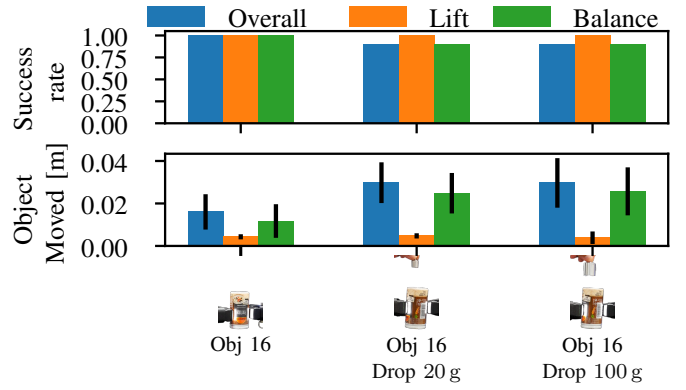 Overall Lift Balance
1.00
0.75
0.50
0.25
0.00
Success
rate
0.04
0.02
0.00
Object
Moved [m]
Obj 16
Obj 16
Drop 20 g
Obj 16
Drop 100 g